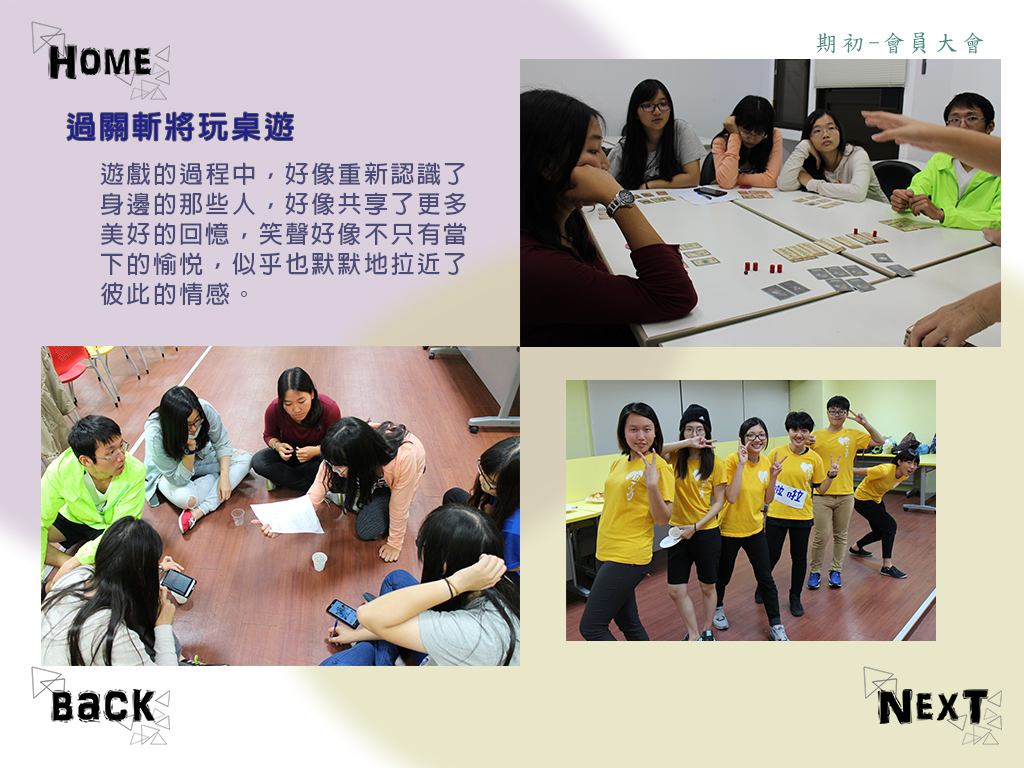 HOME
期初-會員大會
過關斬將玩桌遊
遊戲的過程中，好像重新認識了
身邊的那些人，好像共享了更多
美好的回憶，笑聲好像不只有當
下的愉悅，似乎也默默地拉近了
彼此的情感。
BaCK
NEXT